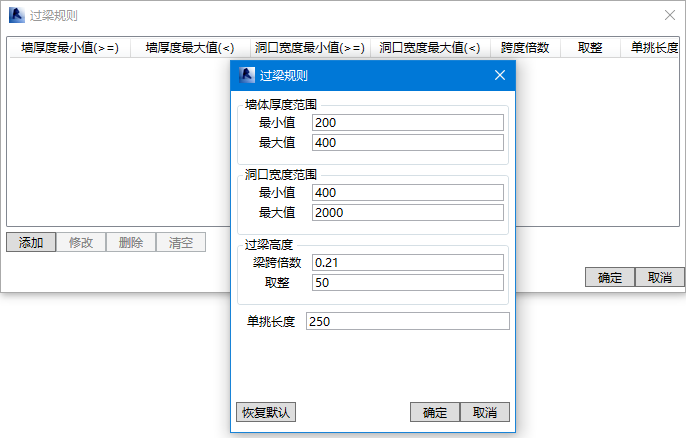 过梁规则
墙厚度最小值(>=) 墙厚度最大值(<) 洞口宽度最小值(>=) 洞口宽度最大值(<) 跨度倍数 取整 单挑长度
过梁规则
墙体厚度范围
最小值 200
最大值 400
洞口宽度范围
最小值 400
最大值 2000
过梁高度
梁跨倍数 0.21
取整 50
单挑长度 250
恢复默认 确定 取消
添加 修改 删除 清空
确定 取消